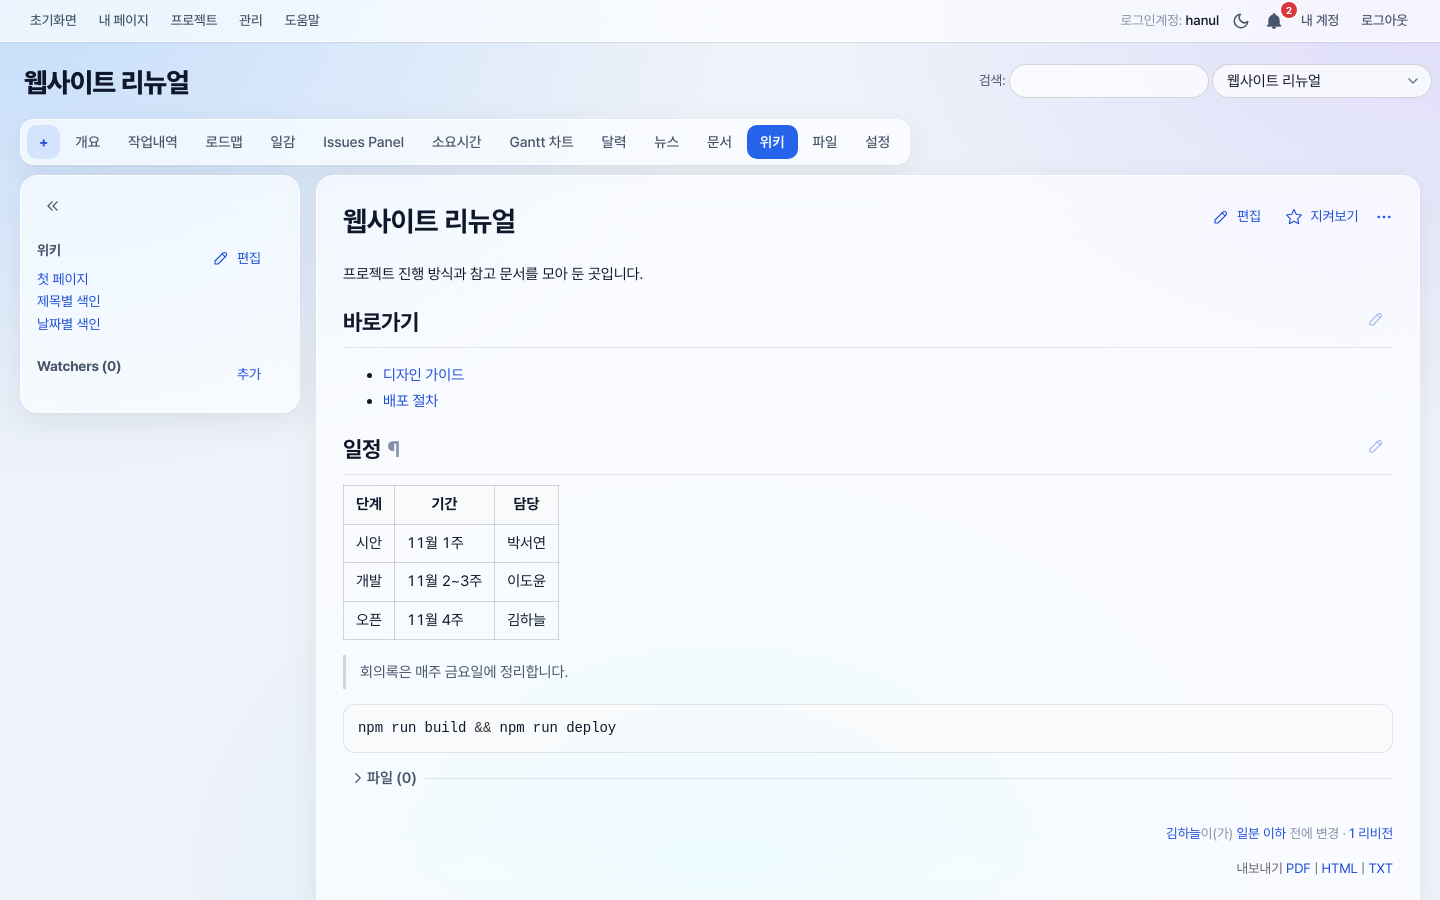 초기화면 내 페이지 프로젝트 관리 도움말 로그인계정: hanul 2 내 계정 로그아웃
웹사이트 리뉴얼 검색: 웹사이트 리뉴얼
+ 개요 작업내역 로드맵 일감 Issues Panel 소요시간 Gantt 차트 달력 뉴스 문서 위키 파일 설정
«
위키
편집
첫 페이지
제목별 색인
날짜별 색인
Watchers (0)
추가
웹사이트 리뉴얼 편집 지켜보기 ···
프로젝트 진행 방식과 참고 문서를 모아 둔 곳입니다.
바로가기
• 디자인 가이드
• 배포 절차
일정 ¶
단계 기간 담당
시안 11월 1주 박서연
개발 11월 2~3주 이도윤
오픈 11월 4주 김하늘
회의록은 매주 금요일에 정리합니다.
npm run build && npm run deploy
파일 (0)
김하늘이(가) 일분 이하 전에 변경 · 1 리비전
내보내기 PDF | HTML | TXT